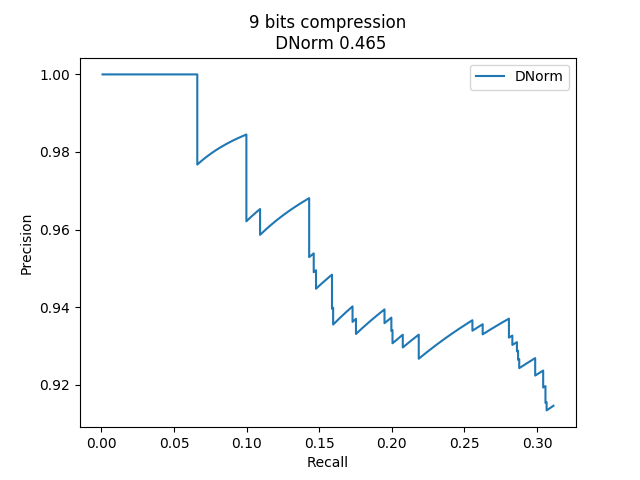 9 bits compression
DNorm 0.465
DNorm
1.00
0.98
0.96
0.94
0.92
Precision
0.00 0.05 0.10 0.15 0.20 0.25 0.30
Recall